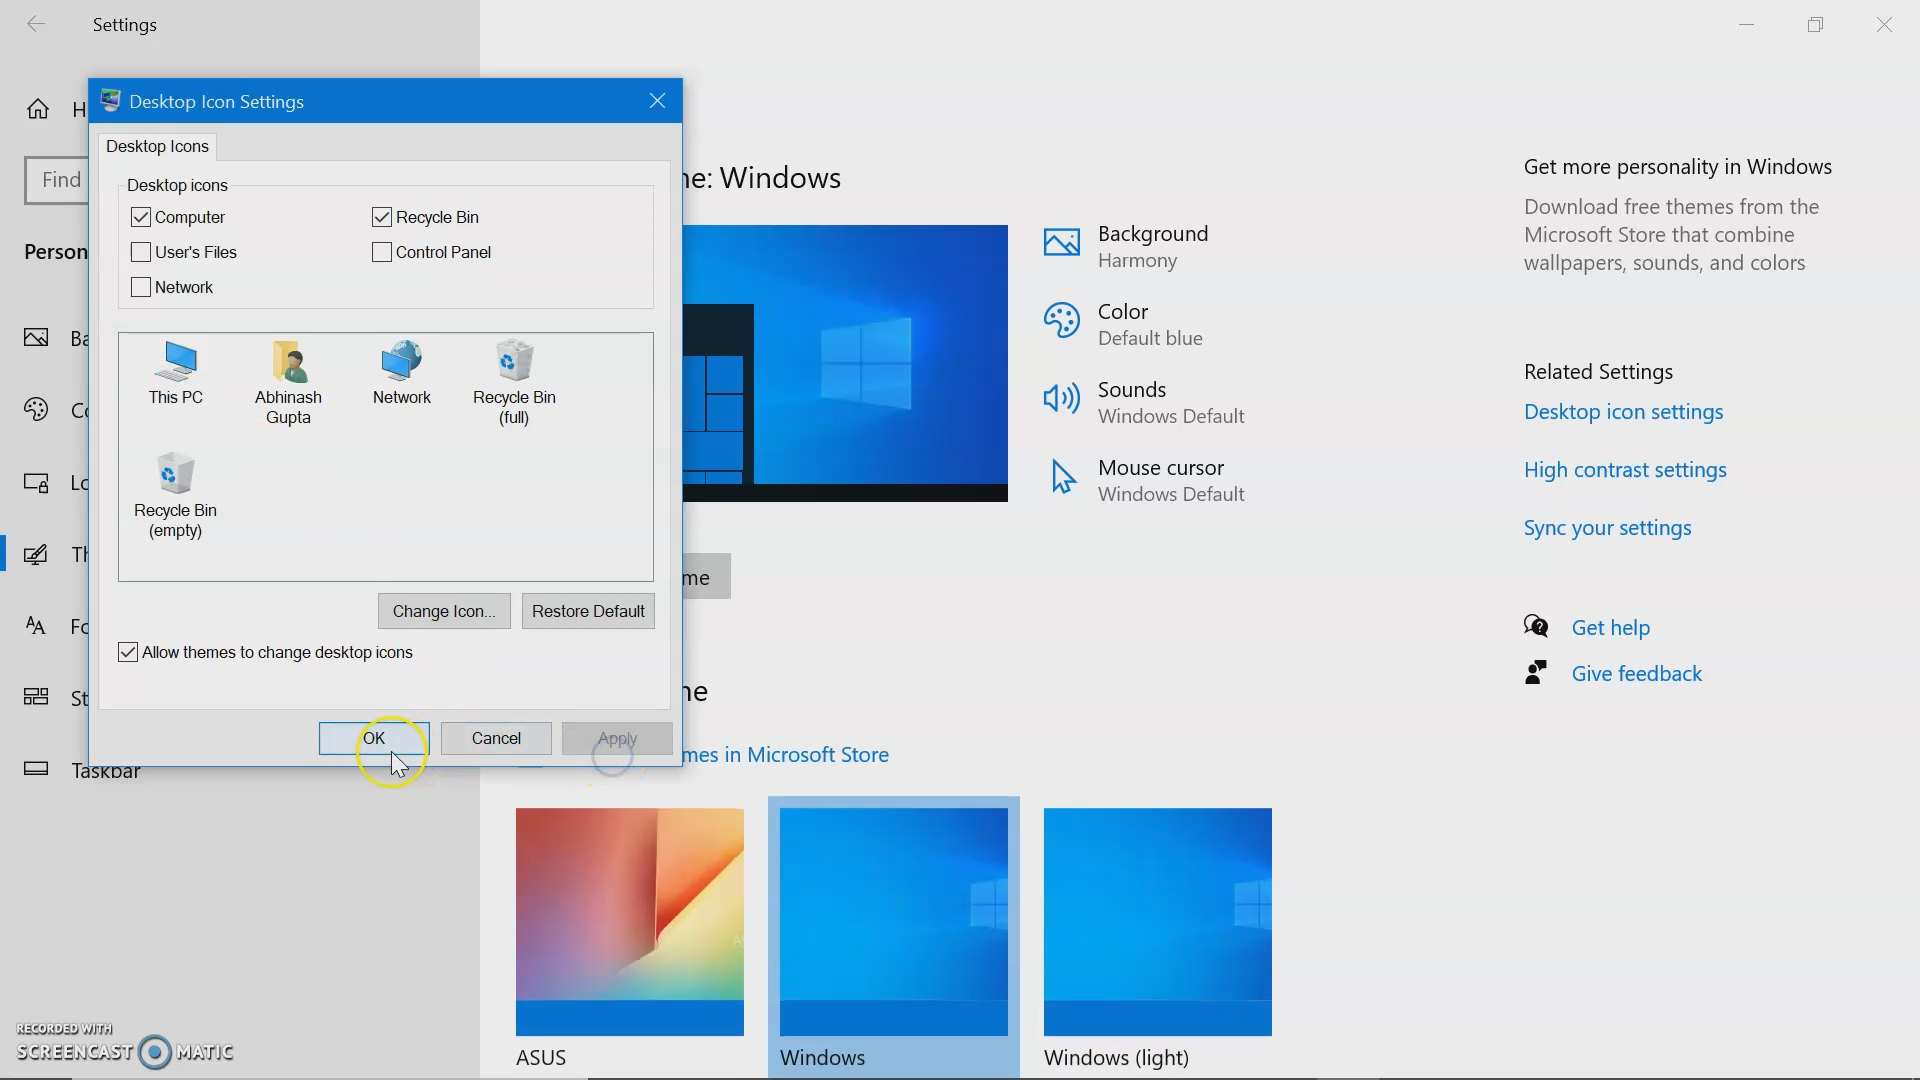 Settings
H
Find
Person
Ba
Co
Lo
Th
Fo
St
Taskbar
Desktop Icon Settings
Desktop Icons
Desktop icons
Computer
Recycle Bin
User's Files
Control Panel
Network
This PC
Abhinash
Gupta
Network
Recycle Bin
(full)
Recycle Bin
(empty)
Change Icon...
Restore Default
Allow themes to change desktop icons
OK
Cancel
Apply
ne: Windows
Background
Harmony
Color
Default blue
Sounds
Windows Default
Mouse cursor
Windows Default
me
ne
mes in Microsoft Store
ASUS
Windows
Windows (light)
Get more personality in Windows
Download free themes from the
Microsoft Store that combine
wallpapers, sounds, and colors
Related Settings
Desktop icon settings
High contrast settings
Sync your settings
Get help
Give feedback
RECORDED WITH
SCREENCAST MATIC